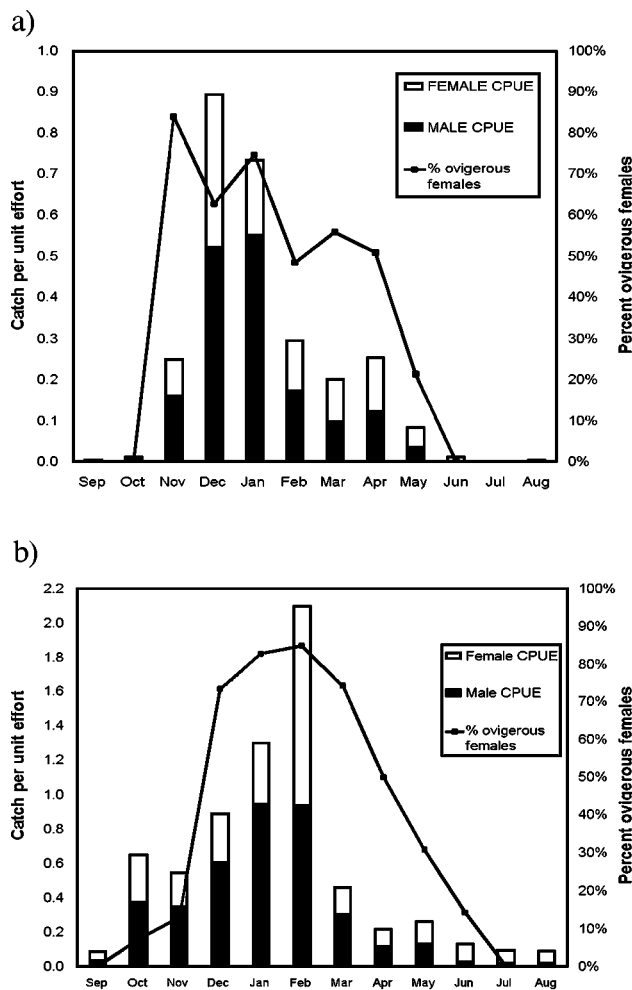 a)
1.0
0.9
0.8
0.7
0.6
0.5
0.4
0.3
0.2
0.1
0.0
Catch per unit effort
100%
90%
80%
70%
60%
50%
40%
30%
20%
10%
0%
Percent ovigerous females
FEMALE CPUE
MALE CPUE
% ovigerous
females
Sep Oct Nov Dec Jan Feb Mar Apr May Jun Jul Aug
b)
2.2
2.0
1.8
1.6
1.4
1.2
1.0
0.8
0.6
0.4
0.2
0.0
Catch per unit effort
100%
90%
80%
70%
60%
50%
40%
30%
20%
10%
0%
Percent ovigerous females
Female CPUE
Male CPUE
% ovigerous
females
Sep Oct Nov Dec Jan Feb Mar Apr May Jun Jul Aug